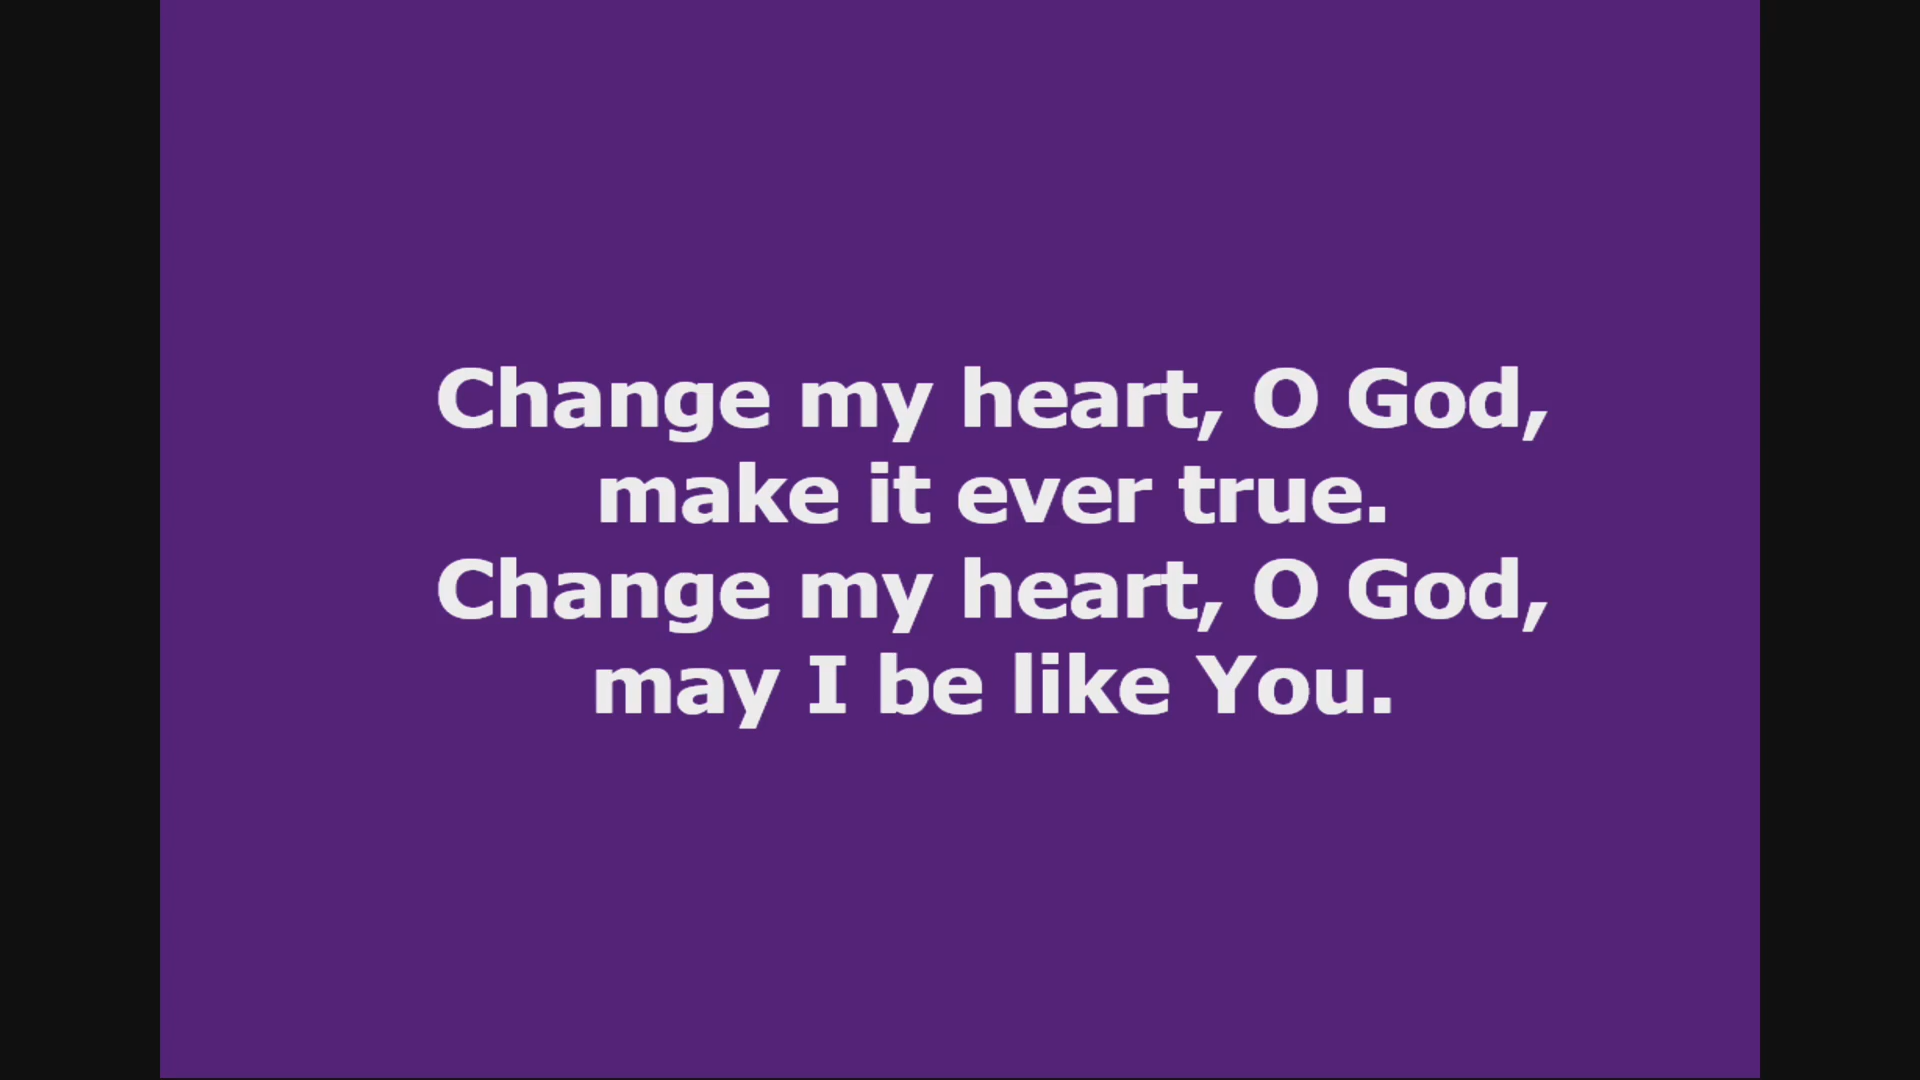 Change my heart, O God,
make it ever true.
Change my heart, O God,
may I be like You.